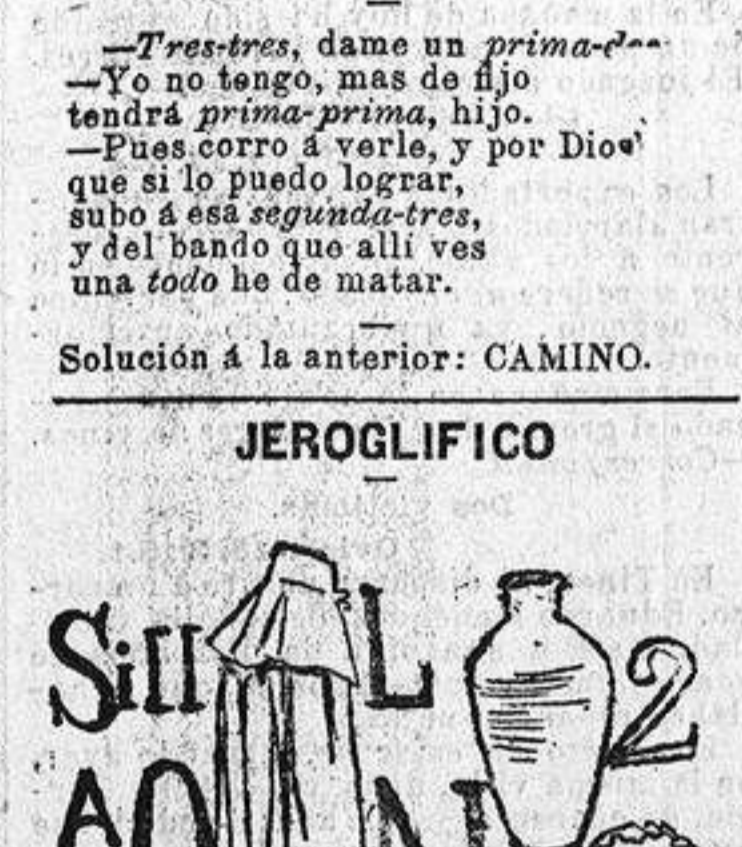 —Tres-tres, dame un
—Yo no tengo, mas de fijo
tendrá prima-prima, hijo.
—Pues corro á verle, y por Dios
que si lo puedo lograr,
subo á esa segunda-tres,
y del bando que allí ves
una todo he de matar.
Solución á la anterior: CAMINO.
JEROGLIFICO
Sill L 2